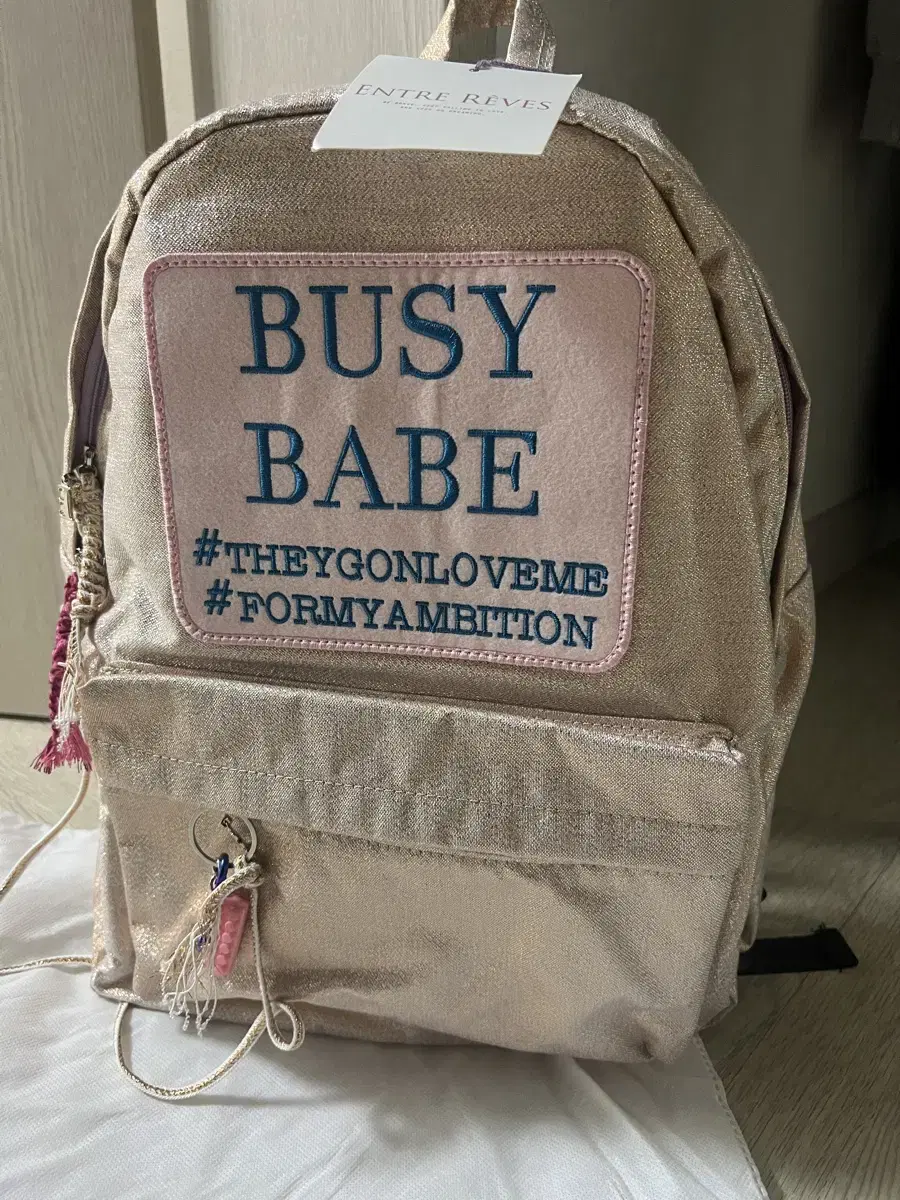 ENTRE RÊVES
BUSY
BABE
#THEYGONLOVEME
#FORMYAMBITION